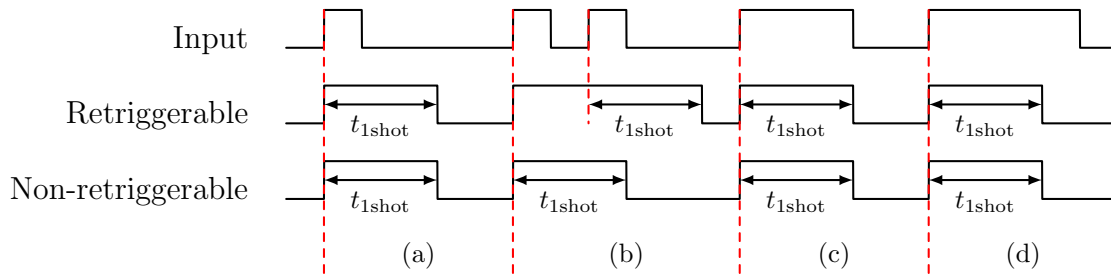 Input
Retriggerable
t1shot t1shot t1shot t1shot
Non-retriggerable
t1shot t1shot t1shot t1shot
(a) (b) (c) (d)